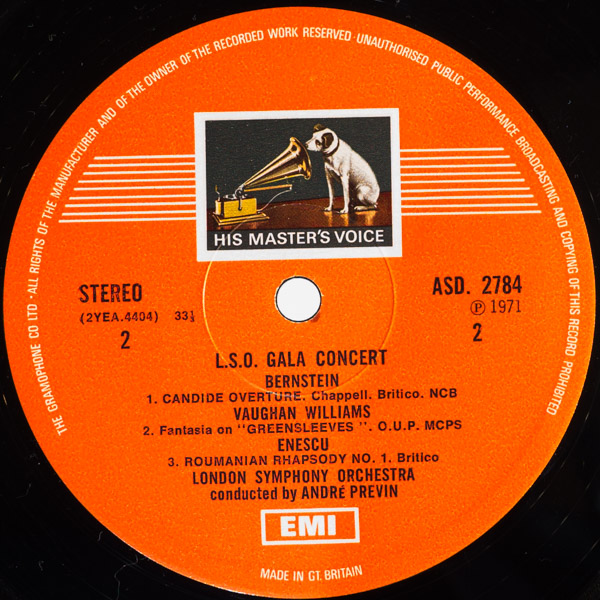 THE GRAMOPHONE CO LTD · ALL RIGHTS OF THE MANUFACTURER AND OF THE OWNER OF THE RECORDED WORK RESERVED · UNAUTHORISED PUBLIC PERFORMANCE BROADCASTING AND COPYING OF THIS RECORD PROHIBITED
HIS MASTER'S VOICE
STEREO
(2YEA.4404) 33⅓
2
ASD. 2784
Ⓟ 1971
2
L.S.O. GALA CONCERT
BERNSTEIN
1. CANDIDE OVERTURE. Chappell. Britico. NCB
VAUGHAN WILLIAMS
2. Fantasia on "GREENSLEEVES". O.U.P. MCPS
ENESCU
3. ROUMANIAN RHAPSODY NO. 1. Britico
LONDON SYMPHONY ORCHESTRA
conducted by ANDRÉ PREVIN
EMI
MADE IN GT. BRITAIN